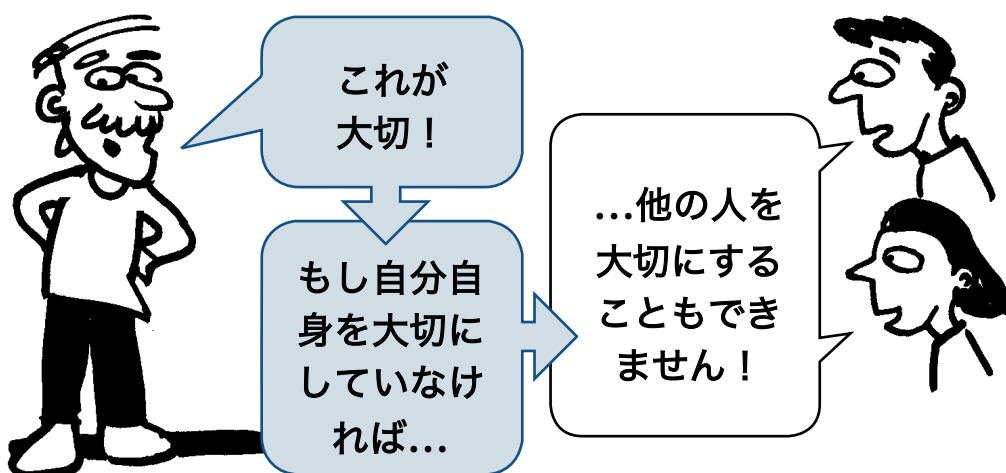 これが
大切！
もし自分自
身を大切に
していなけ
れば…
…他の人を
大切にする
こともでき
ません！